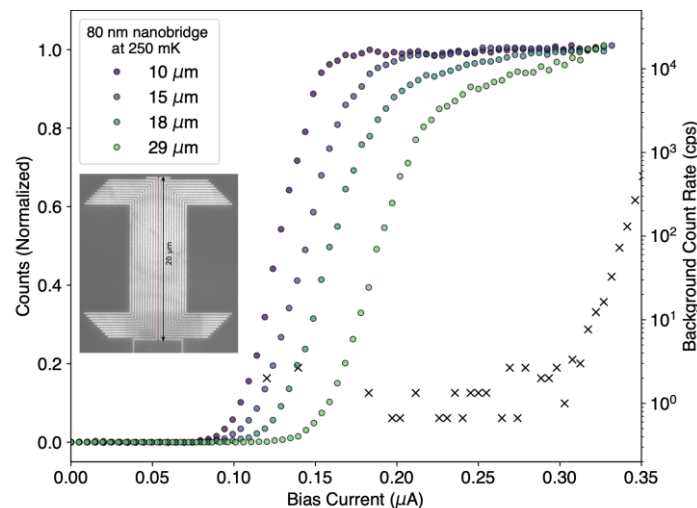 80 nm nanobridge
at 250 mK
10 μm
15 μm
18 μm
29 μm
20 μm
Counts (Normalized)
1.0
0.8
0.6
0.4
0.2
0.0
0.00 0.05 0.10 0.15 0.20 0.25 0.30 0.35
Bias Current (μA)
10⁴
10³
10²
10¹
10⁰
Background Count Rate (cps)